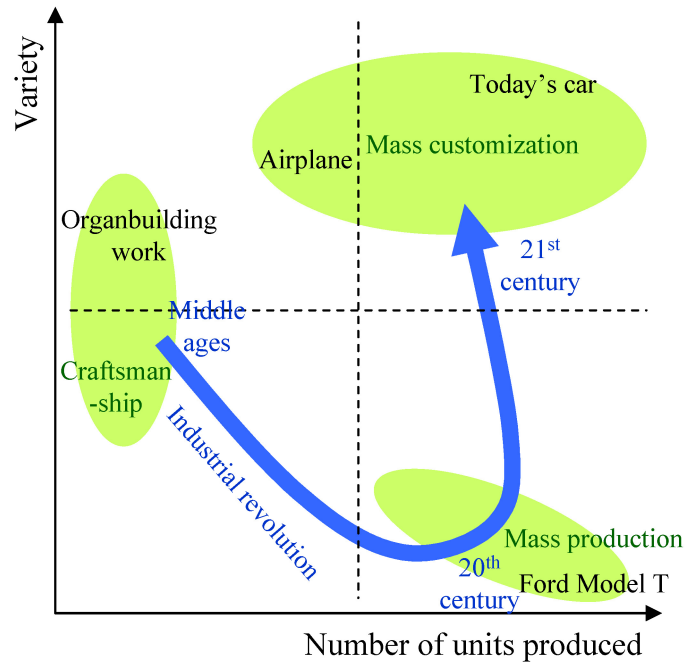 Variety
Today's car
Mass customization
Airplane
Organbuilding
work
21st
century
Middle
ages
Craftsman
-ship
Industrial revolution
Mass production
20th
century
Ford Model T
Number of units produced